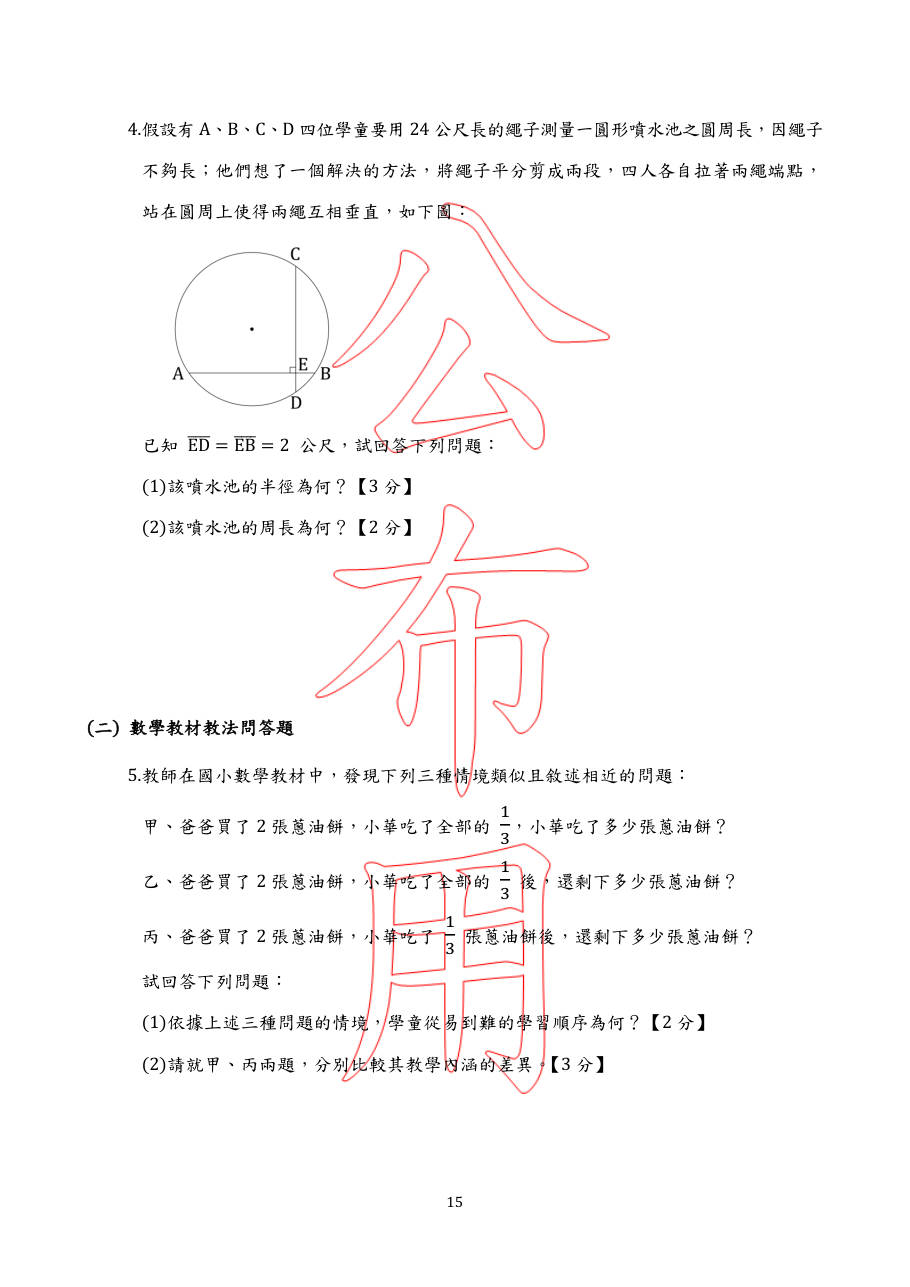 4.假設有 A、B、C、D 四位學童要用 24 公尺長的繩子測量一圓形噴水池之圓周長，因繩子
不夠長；他們想了一個解決的方法，將繩子平分剪成兩段，四人各自拉著兩繩端點，
站在圓周上使得兩繩互相垂直，如下圖：
C
E
A
B
D
已知 E̅D̅ = E̅B̅ = 2 公尺，試回答下列問題：
(1)該噴水池的半徑為何？【3 分】
(2)該噴水池的周長為何？【2 分】
(二) 數學教材教法問答題
5.教師在國小數學教材中，發現下列三種情境類似且敘述相近的問題：
甲、爸爸買了 2 張蔥油餅，小華吃了全部的 1/3，小華吃了多少張蔥油餅？
乙、爸爸買了 2 張蔥油餅，小華吃了全部的 1/3 後，還剩下多少張蔥油餅？
丙、爸爸買了 2 張蔥油餅，小華吃了 1/3 張蔥油餅後，還剩下多少張蔥油餅？
試回答下列問題：
(1)依據上述三種問題的情境，學童從易到難的學習順序為何？【2 分】
(2)請就甲、丙兩題，分別比較其教學內涵的差異。【3 分】
公
布
用
15